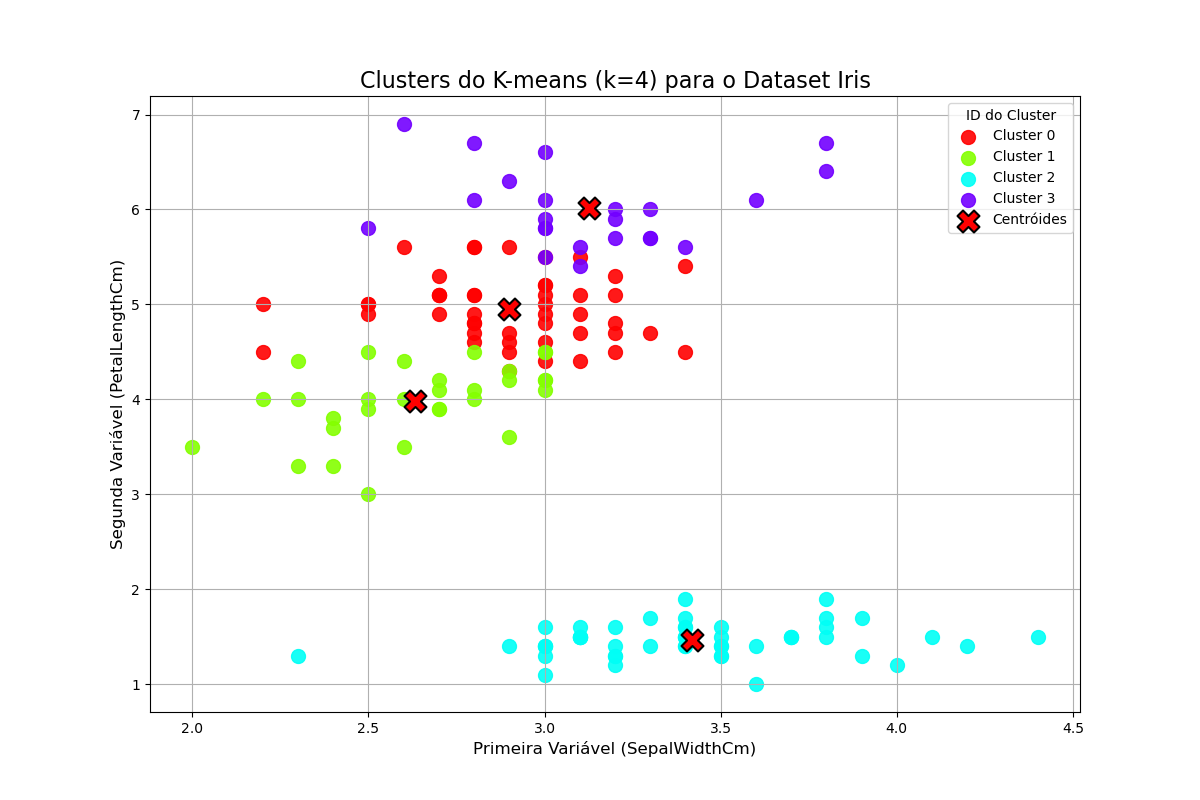 Clusters do K-means (k=4) para o Dataset Iris
ID do Cluster
Cluster 0
Cluster 1
Cluster 2
Cluster 3
Centróides
Segunda Variável (PetalLengthCm)
7
6
5
4
3
2
1
2.0 2.5 3.0 3.5 4.0 4.5
Primeira Variável (SepalWidthCm)